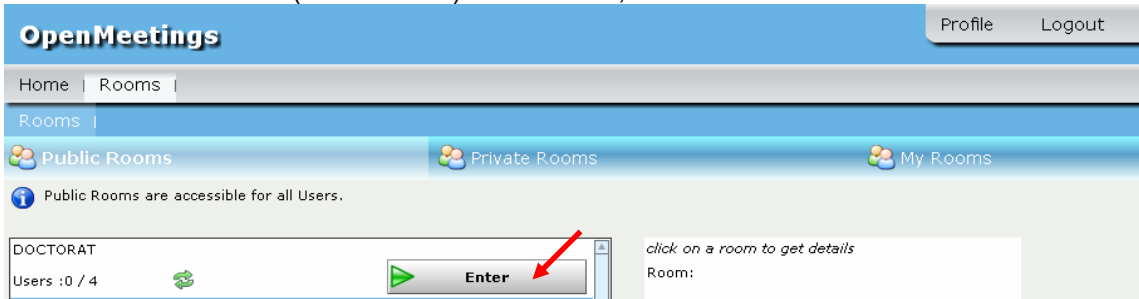 OpenMeetings
Profile Logout
Home | Rooms |
Rooms |
Public Rooms
Private Rooms
My Rooms
Public Rooms are accessible for all Users.
DOCTORAT
Users :0 / 4
Enter
click on a room to get details
Room: